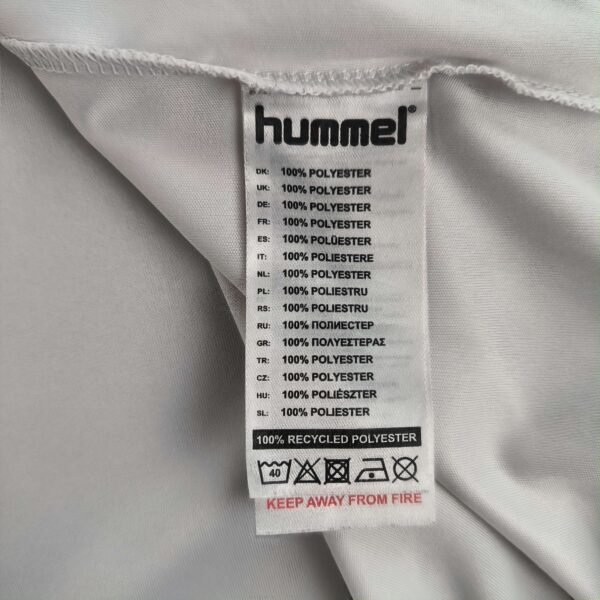 hummel®
DK: 100% POLYESTER
UK: 100% POLYESTER
DE: 100% POLYESTER
FR: 100% POLYESTER
ES: 100% POLÜESTER
IT: 100% POLIESTERE
NL: 100% POLYESTER
PL: 100% POLIESTRU
RS: 100% POLIESTRU
RU: 100% ПОЛИЕСТЕР
GR: 100% ΠΟΛΥΕΣΤΕΡΑΣ
TR: 100% POLYESTER
CZ: 100% POLYESTER
HU: 100% POLIÉSZTER
SL: 100% POLIESTER
100% RECYCLED POLYESTER
40
KEEP AWAY FROM FIRE